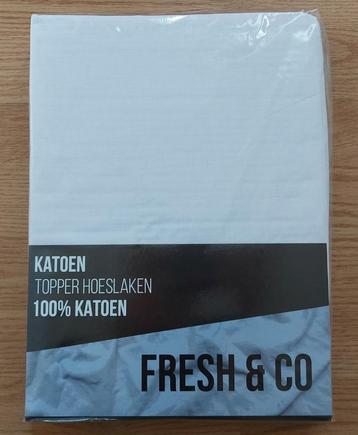 KATOEN
TOPPER HOESLAKEN
100% KATOEN
FRESH & CO